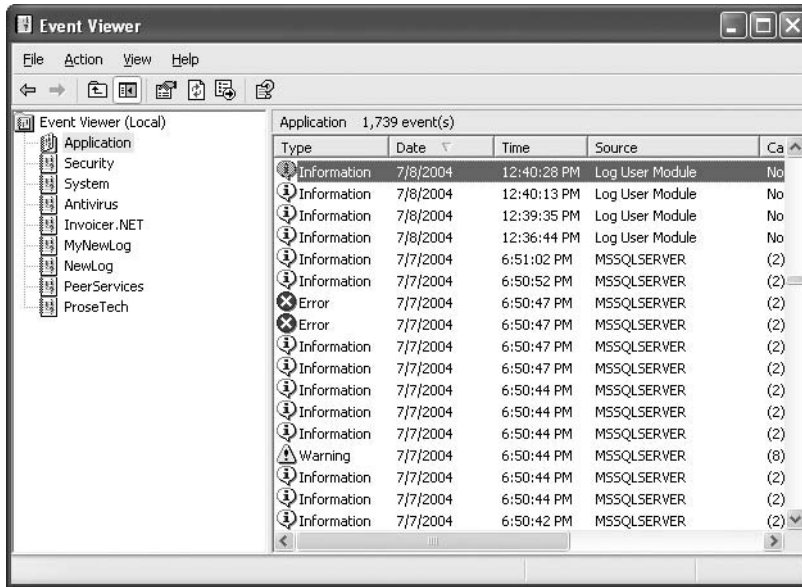 Event Viewer
File Action View Help
Event Viewer (Local)
Application
Security
System
Antivirus
Invoicer.NET
MyNewLog
NewLog
PeerServices
ProseTech
Application 1,739 event(s)
Type Date Time Source Ca
Information 7/8/2004 12:40:28 PM Log User Module No
Information 7/8/2004 12:40:13 PM Log User Module No
Information 7/8/2004 12:39:35 PM Log User Module No
Information 7/8/2004 12:36:44 PM Log User Module No
Information 7/7/2004 6:51:02 PM MSSQLSERVER (2)
Information 7/7/2004 6:50:52 PM MSSQLSERVER (2)
Error 7/7/2004 6:50:47 PM MSSQLSERVER (2)
Error 7/7/2004 6:50:47 PM MSSQLSERVER (2)
Information 7/7/2004 6:50:47 PM MSSQLSERVER (2)
Information 7/7/2004 6:50:47 PM MSSQLSERVER (2)
Information 7/7/2004 6:50:44 PM MSSQLSERVER (2)
Information 7/7/2004 6:50:44 PM MSSQLSERVER (2)
Information 7/7/2004 6:50:44 PM MSSQLSERVER (2)
Warning 7/7/2004 6:50:44 PM MSSQLSERVER (8)
Information 7/7/2004 6:50:44 PM MSSQLSERVER (2)
Information 7/7/2004 6:50:44 PM MSSQLSERVER (2)
Information 7/7/2004 6:50:42 PM MSSQLSERVER (2)